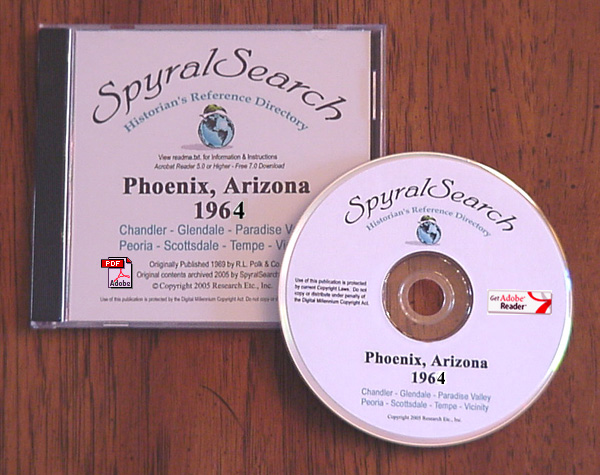 SpyralSearch
Historian's Reference Directory
View readme.txt. for Information & Instructions
Acrobat Reader 5.0 or Higher - Free 7.0 Download
Phoenix, Arizona
1964
Chandler - Glendale - Paradise
Peoria - Scottsdale - Tempe - Vicin
PDF
Adobe
Originally Published 1969 by R.L. Polk & Co
Original contents archived 2005 by SpyralSearch
© Copyright 2005 Research Etc., Inc.
Use of this publication is protected by the Digital Millennium Copyright Act. Do not co
SpyralSearch
Historian's Reference Directory
Use of this publication is protected
by current Copyright Laws. Do not
copy or distribute under penalty of
the Digital Millennium Copyright Act.
Get Adobe
Reader
Phoenix, Arizona
1964
Chandler - Glendale - Paradise Valley
Peoria - Scottsdale - Tempe - Vicinity
Copyright 2005 Research Etc., Inc.